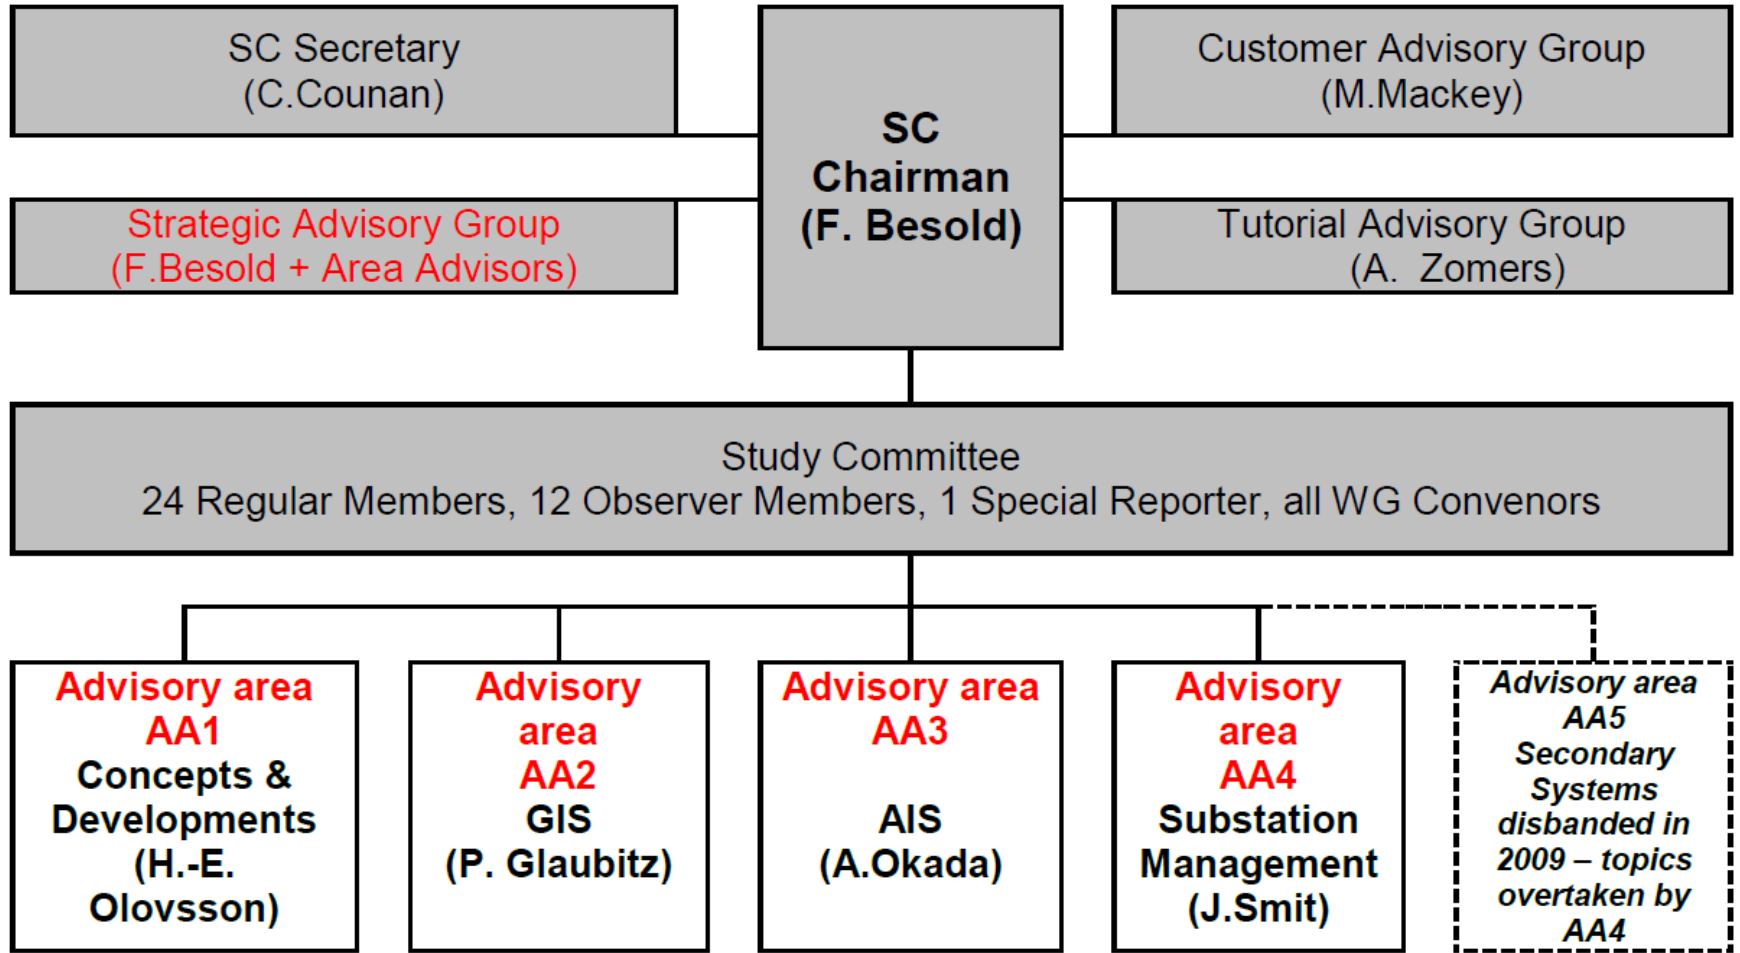 SC Secretary
(C.Counan)
SC
Chairman
(F. Besold)
Customer Advisory Group
(M.Mackey)
Strategic Advisory Group
(F.Besold + Area Advisors)
Tutorial Advisory Group
(A. Zomers)
Study Committee
24 Regular Members, 12 Observer Members, 1 Special Reporter, all WG Convenors
Advisory area
AA1
Concepts &
Developments
(H.-E.
Olovsson)
Advisory
area
AA2
GIS
(P. Glaubitz)
Advisory area
AA3
AIS
(A.Okada)
Advisory
area
AA4
Substation
Management
(J.Smit)
Advisory area
AA5
Secondary
Systems
disbanded in
2009 – topics
overtaken by
AA4